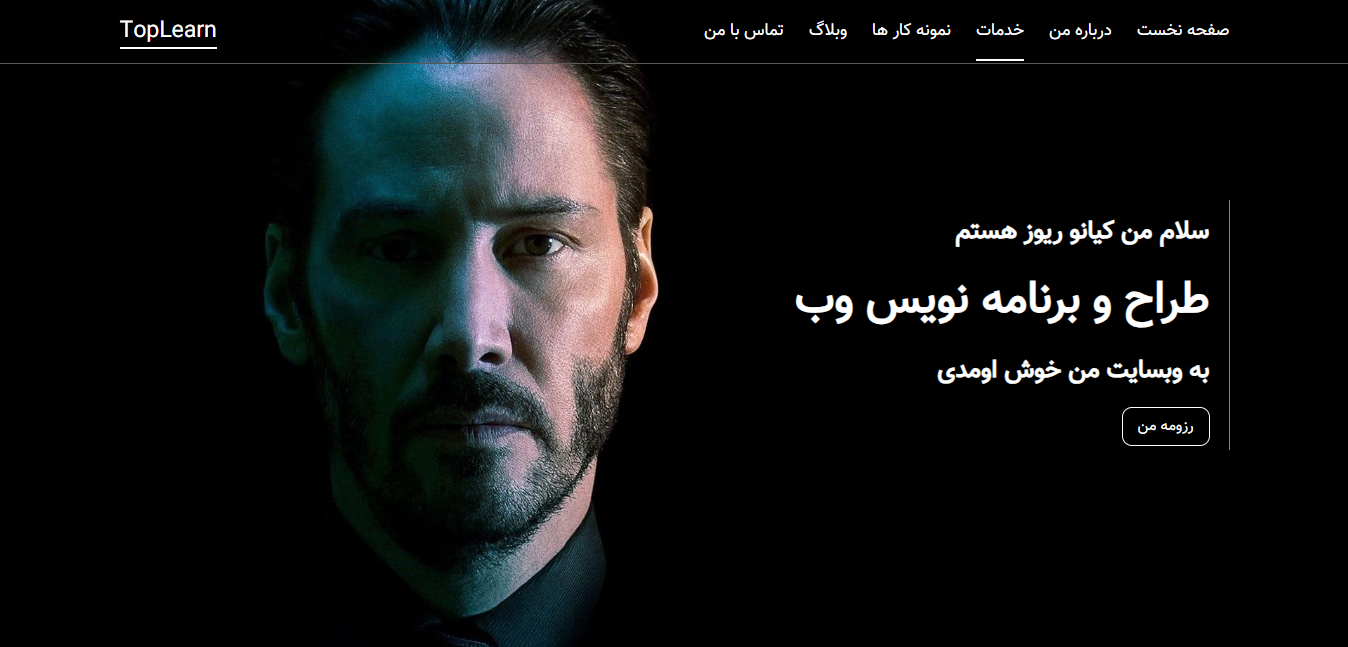 صفحه نخست درباره من خدمات نمونه کار ها وبلاگ تماس با من TopLearn
سلام من کیانو ریوز هستم
طراح و برنامه نویس وب
به وبسایت من خوش اومدی
رزومه من